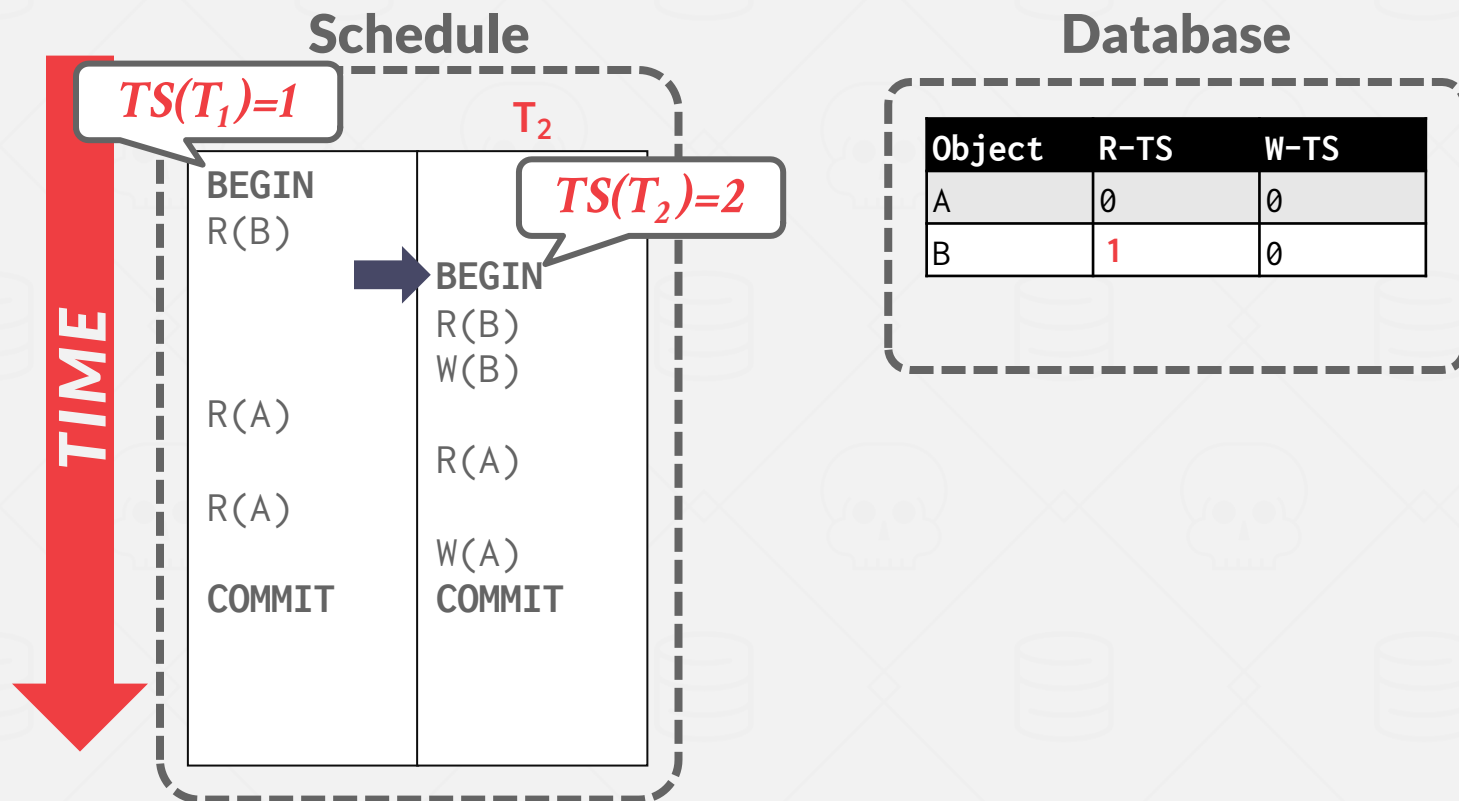 Schedule
Database
TS(T1)=1
T2
Object R-TS W-TS
BEGIN
TS(T2)=2
A 0 0
R(B)
B 1 0
BEGIN
R(B)
W(B)
TIME
R(A)
R(A)
R(A)
W(A)
COMMIT COMMIT